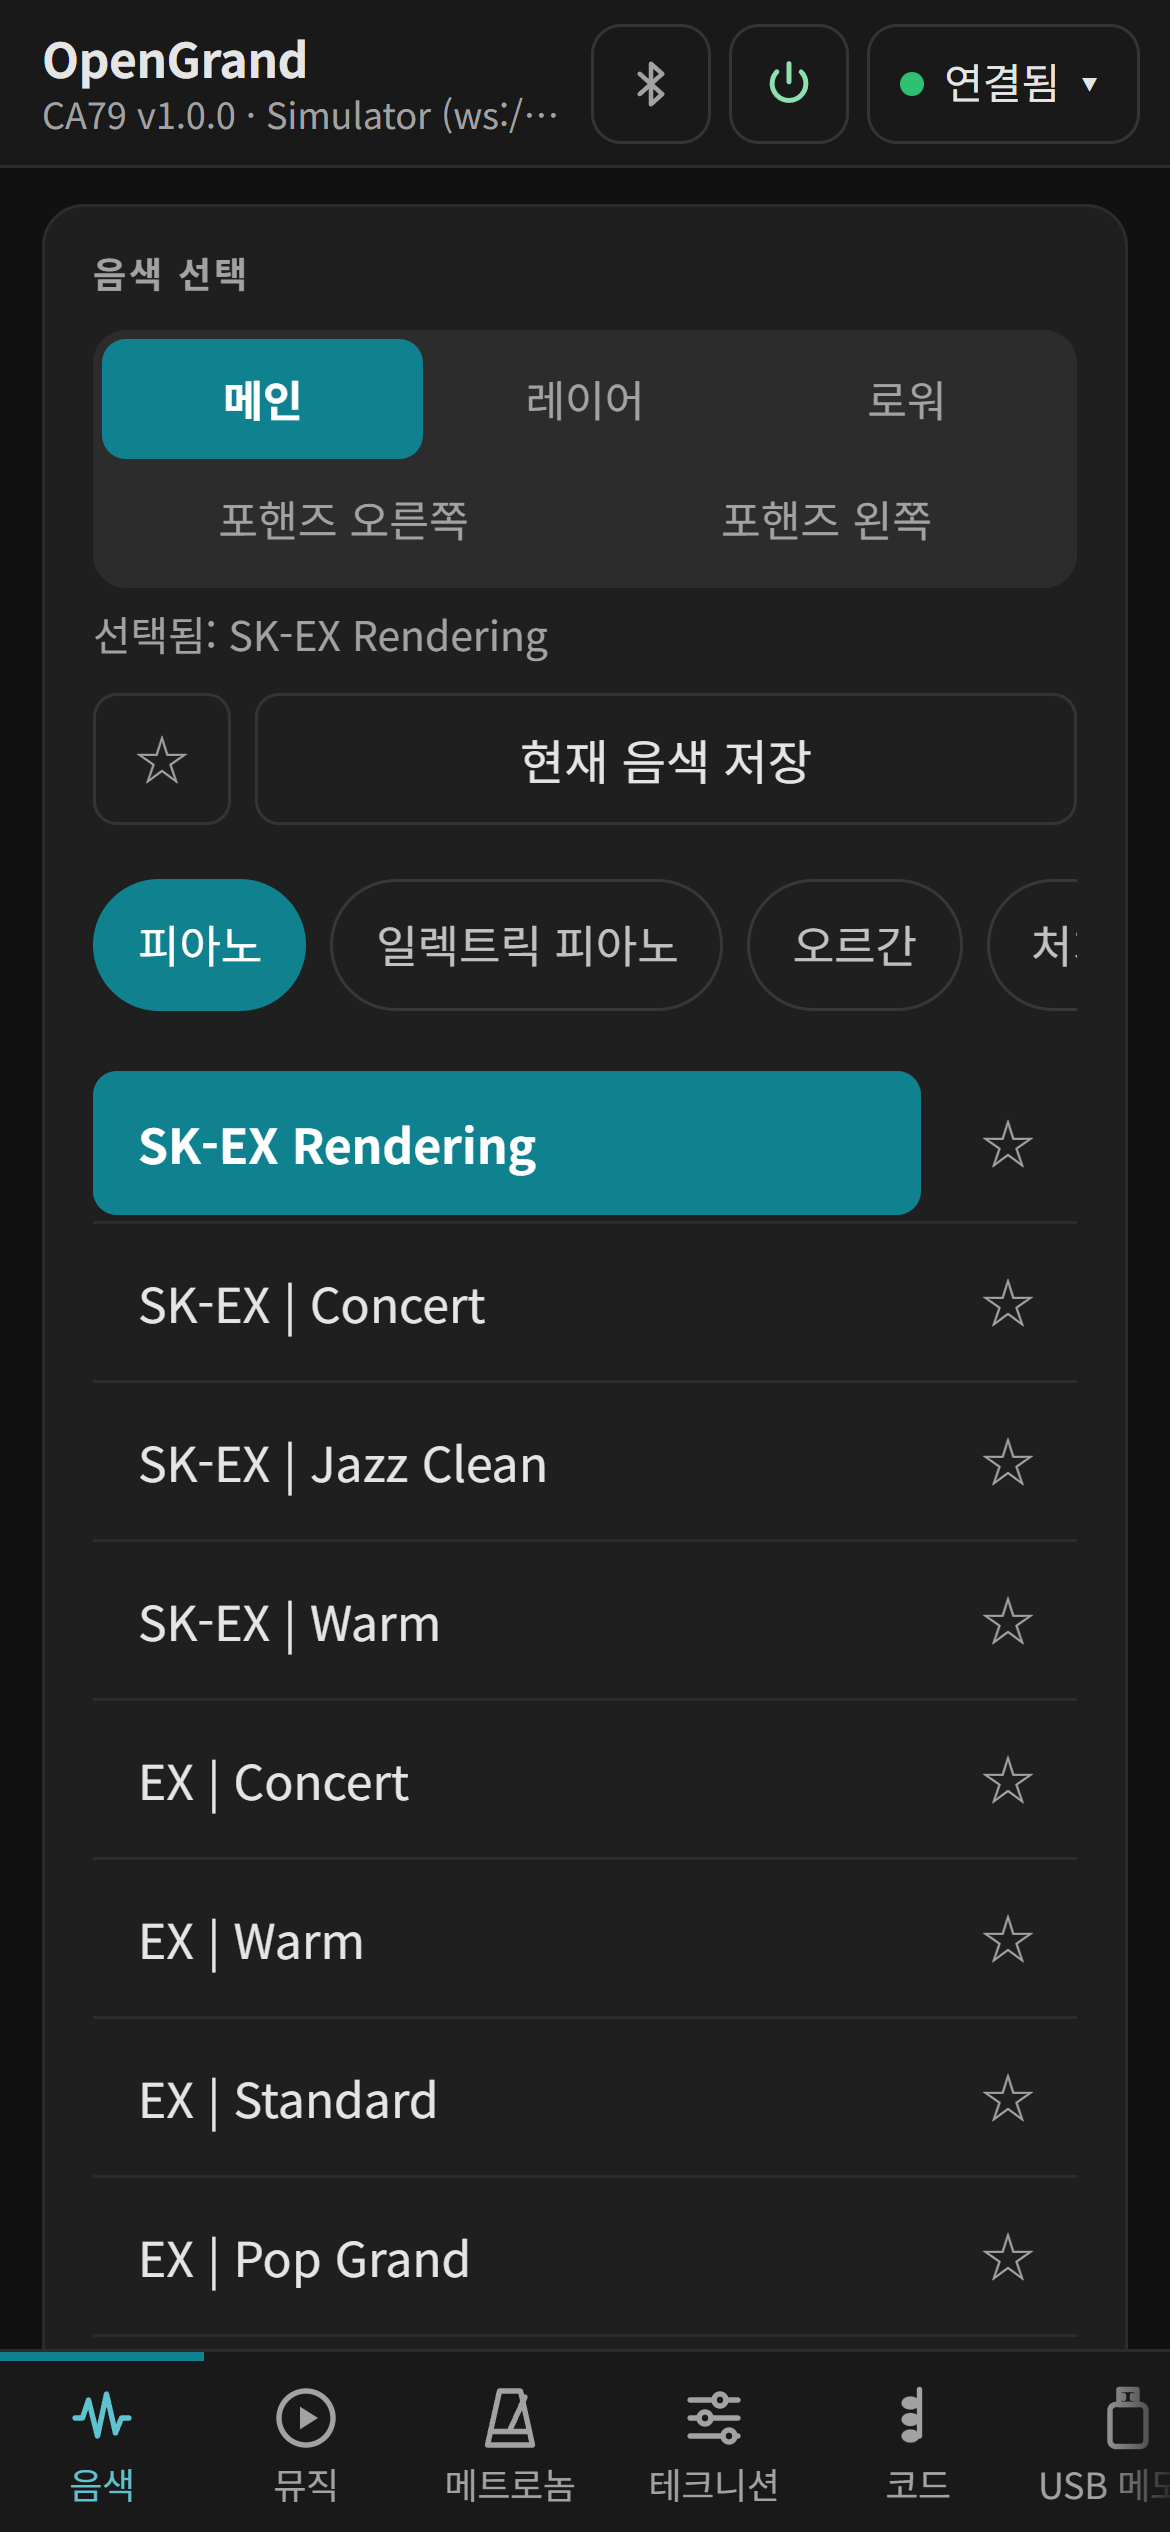 OpenGrand
CA79 v1.0.0 · Simulator (ws:/…
연결됨 ▼
음색 선택
메인 레이어 로워
포핸즈 오른쪽 포핸즈 왼쪽
선택됨: SK-EX Rendering
☆ 현재 음색 저장
피아노 일렉트릭 피아노 오르간
SK-EX Rendering ☆
SK-EX | Concert ☆
SK-EX | Jazz Clean ☆
SK-EX | Warm ☆
EX | Concert ☆
EX | Warm ☆
EX | Standard ☆
EX | Pop Grand ☆
음색 뮤직 메트로놈 테크니션 코드 USB